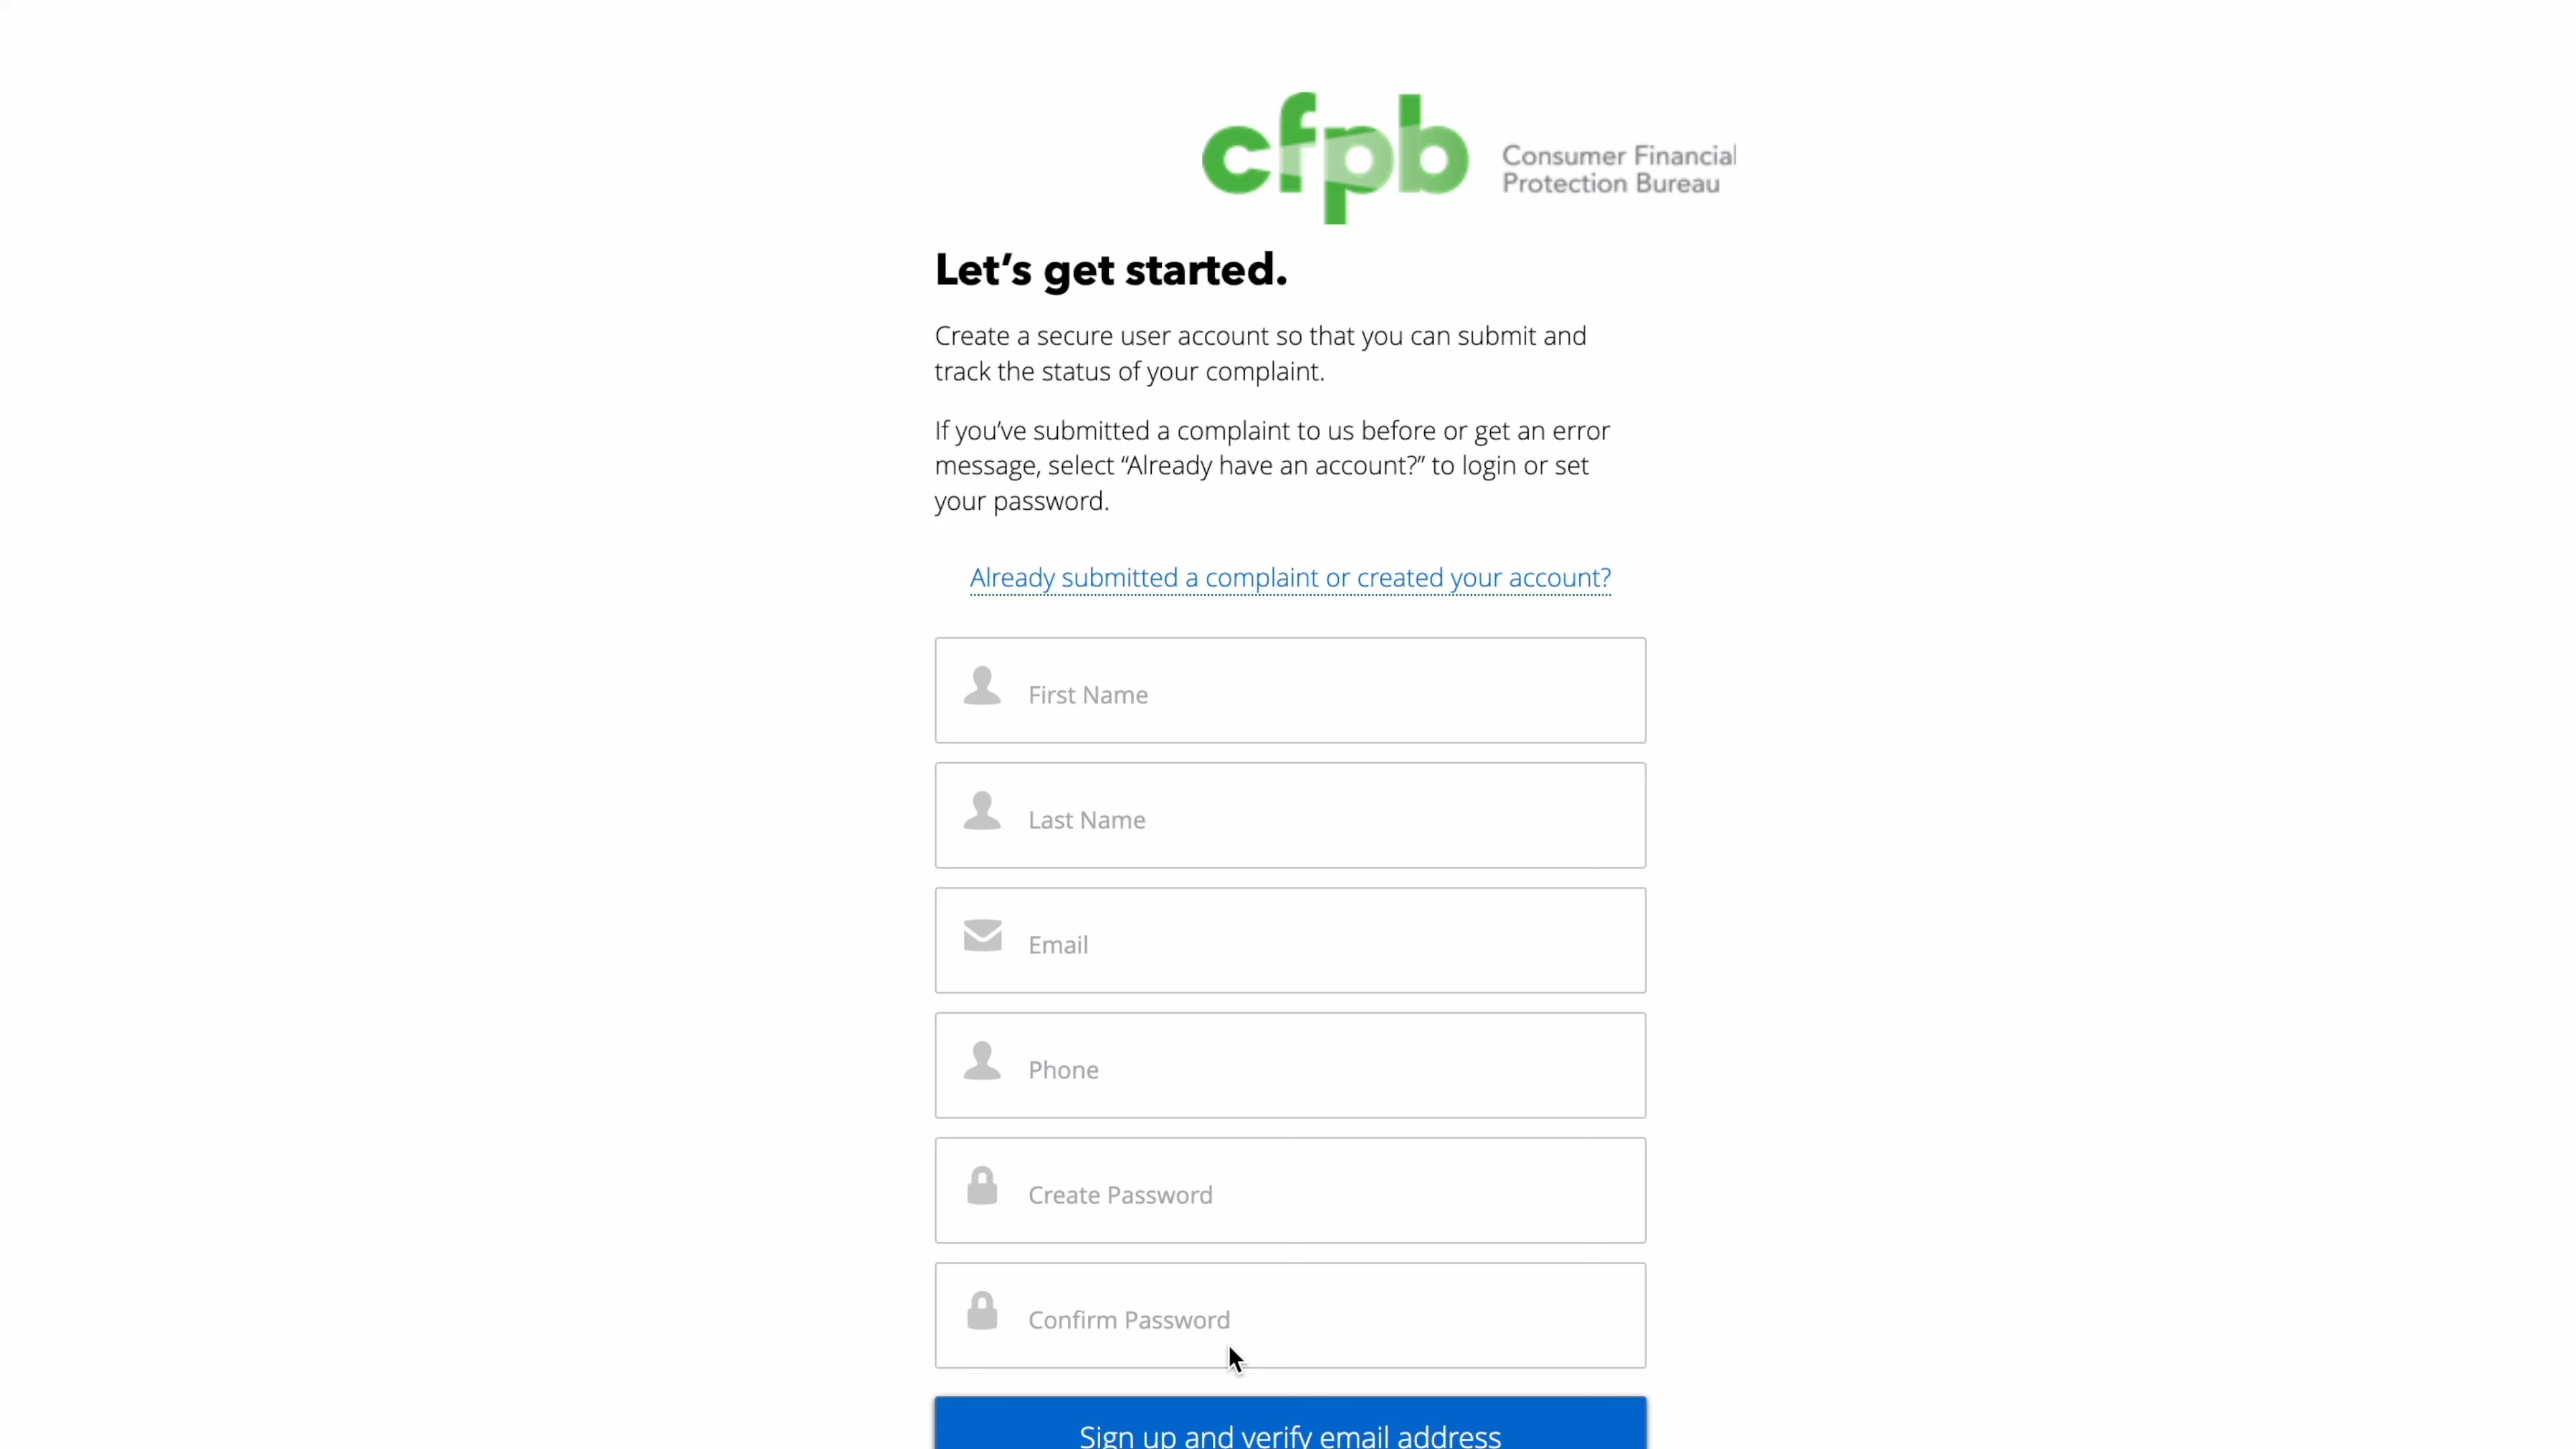 cfpb
Consumer Financial
Protection Bureau
Let’s get started.
Create a secure user account so that you can submit and
track the status of your complaint.
If you’ve submitted a complaint to us before or get an error
message, select “Already have an account?” to login or set
your password.
Already submitted a complaint or created your account?
First Name
Last Name
Email
Phone
Create Password
Confirm Password
Sign up and verify email address